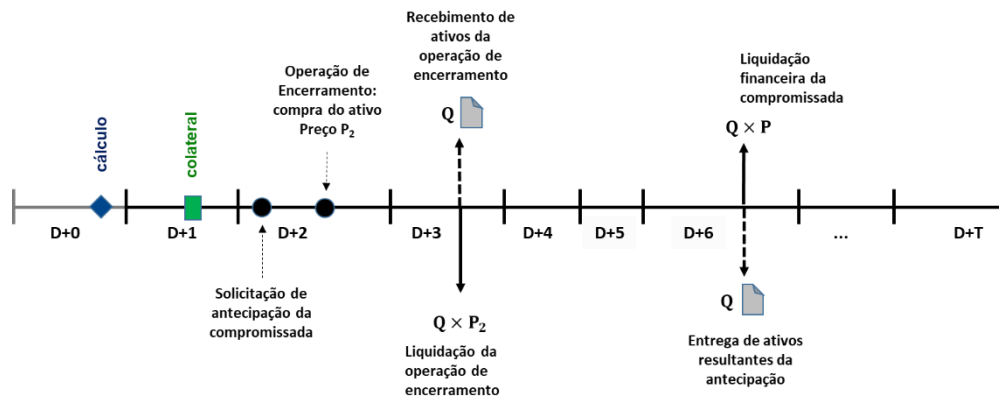 Recebimento de
ativos da
operação de
encerramento
Q
Operação de
Encerramento:
compra do ativo
Preço P₂
Liquidação
financeira da
compromissada
Q × P
cálculo
colateral
D+0
D+1
D+2
D+3
D+4
D+5
D+6
...
D+T
Solicitação de
antecipação da
compromissada
Q × P₂
Liquidação da
operação de
encerramento
Q
Entrega de ativos
resultantes da
antecipação